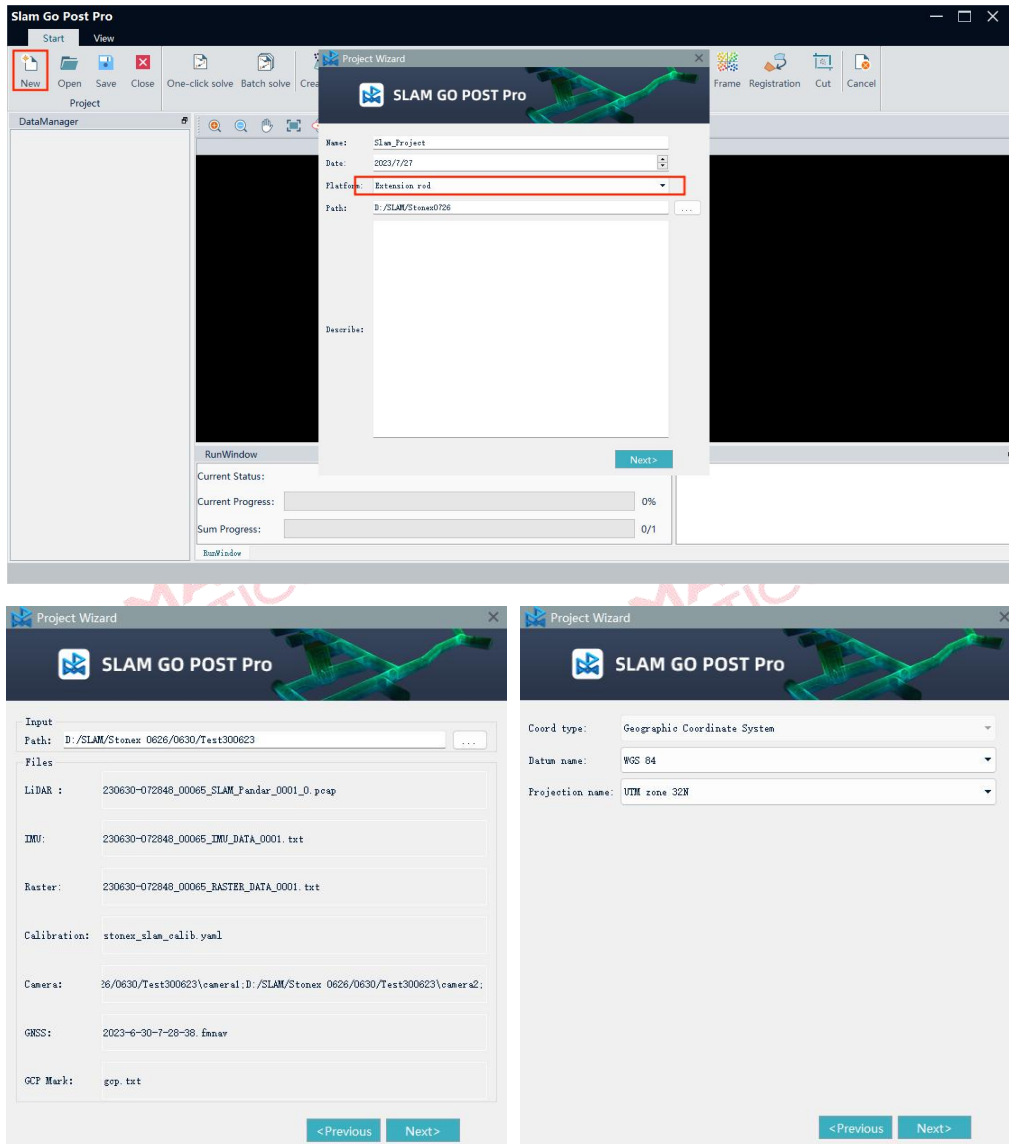 Slam Go Post Pro
Start View
New Open Save Close One-click solve Batch solve Frame Registration Cut Cancel
Project
DataManager
Project Wizard
SLAM GO POST Pro
Name: Slam_Project
Date: 2023/7/27
Platform: Extension rod
Path: D:/SLAM/Stonex0726 ...
Describe:
Next>
RunWindow
Current Status:
Current Progress: 0%
Sum Progress: 0/1
RunWindow
Project Wizard
SLAM GO POST Pro
Input
Path: D:/SLAM/Stonex 0626/0630/Test300623 ...
Files
LiDAR : 230630-072848_00065_SLAM_Pandar_0001_0.pcap
IMU: 230630-072848_00065_IMU_DATA_0001.txt
Raster: 230630-072848_00065_RASTER_DATA_0001.txt
Calibration: stonex_slam_calib.yaml
Camera: 26/0630/Test300623\camera1;D:/SLAM/Stonex 0626/0630/Test300623\camera2;
GNSS: 2023-6-30-7-28-38.fmnav
GCP Mark: gcp.txt
<Previous Next>
Project Wizard
SLAM GO POST Pro
Coord type: Geographic Coordinate System
Datum name: WGS 84
Projection name: UTM zone 32N
<Previous Next>